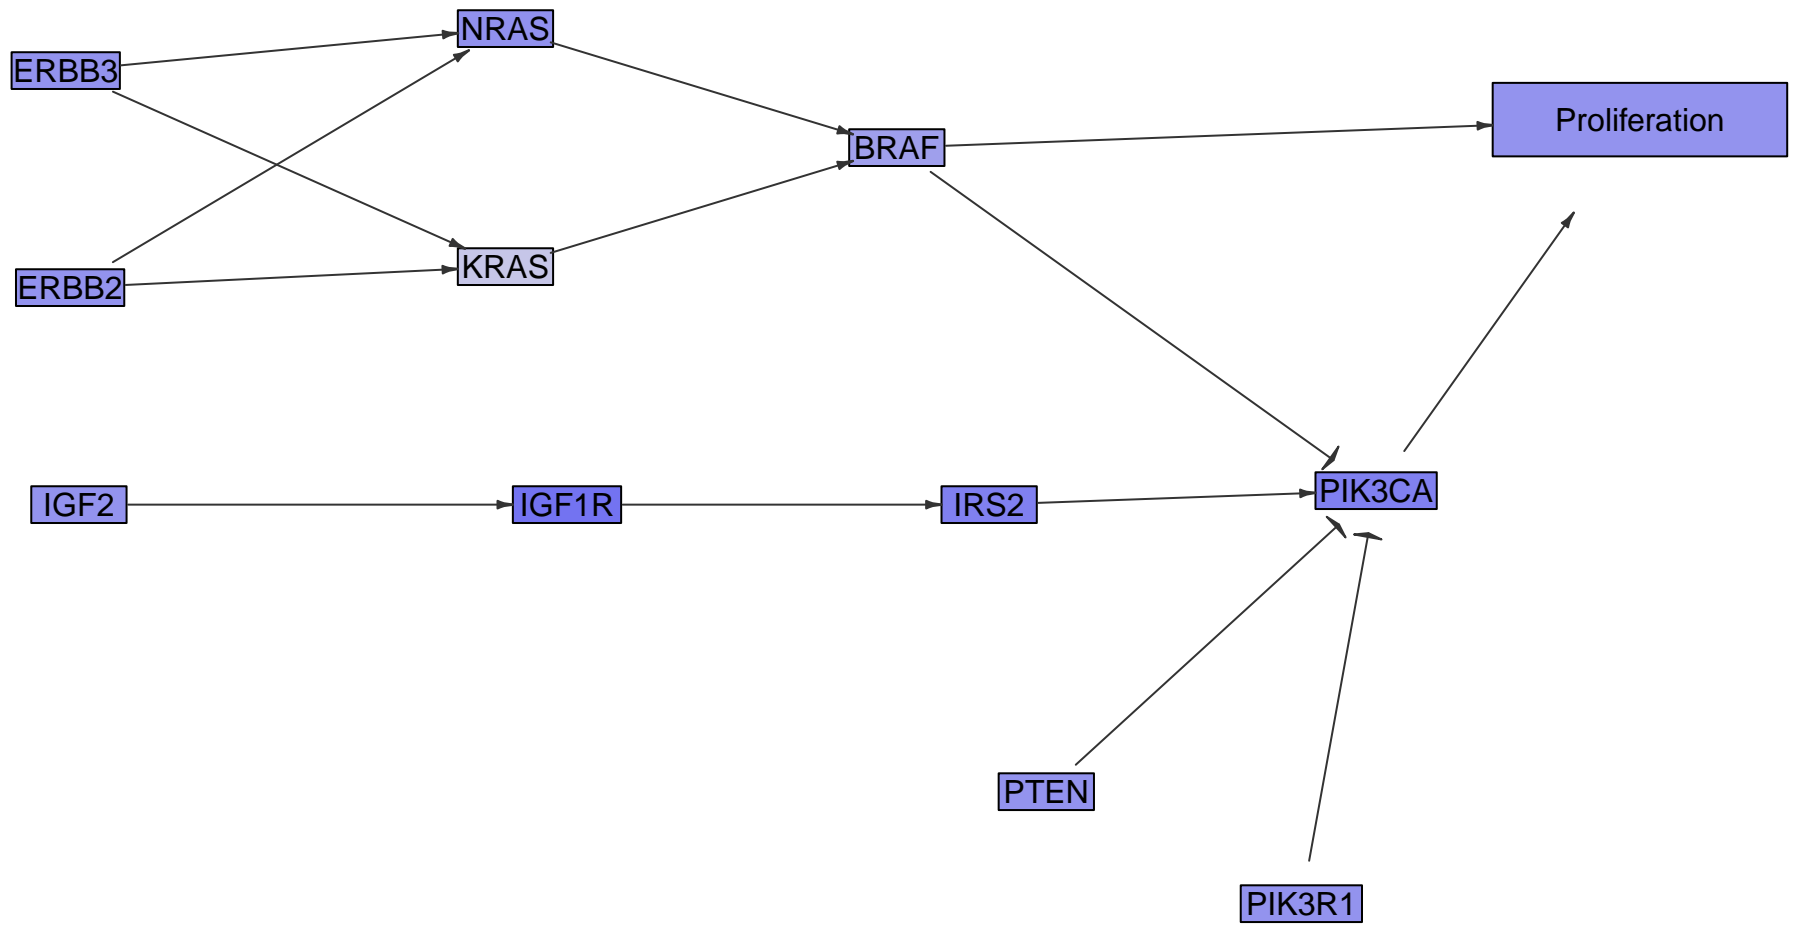 NRAS
ERBB3
Proliferation
BRAF
KRAS
ERBB2
IGF2
IGF1R
IRS2
PIK3CA
PTEN
PIK3R1